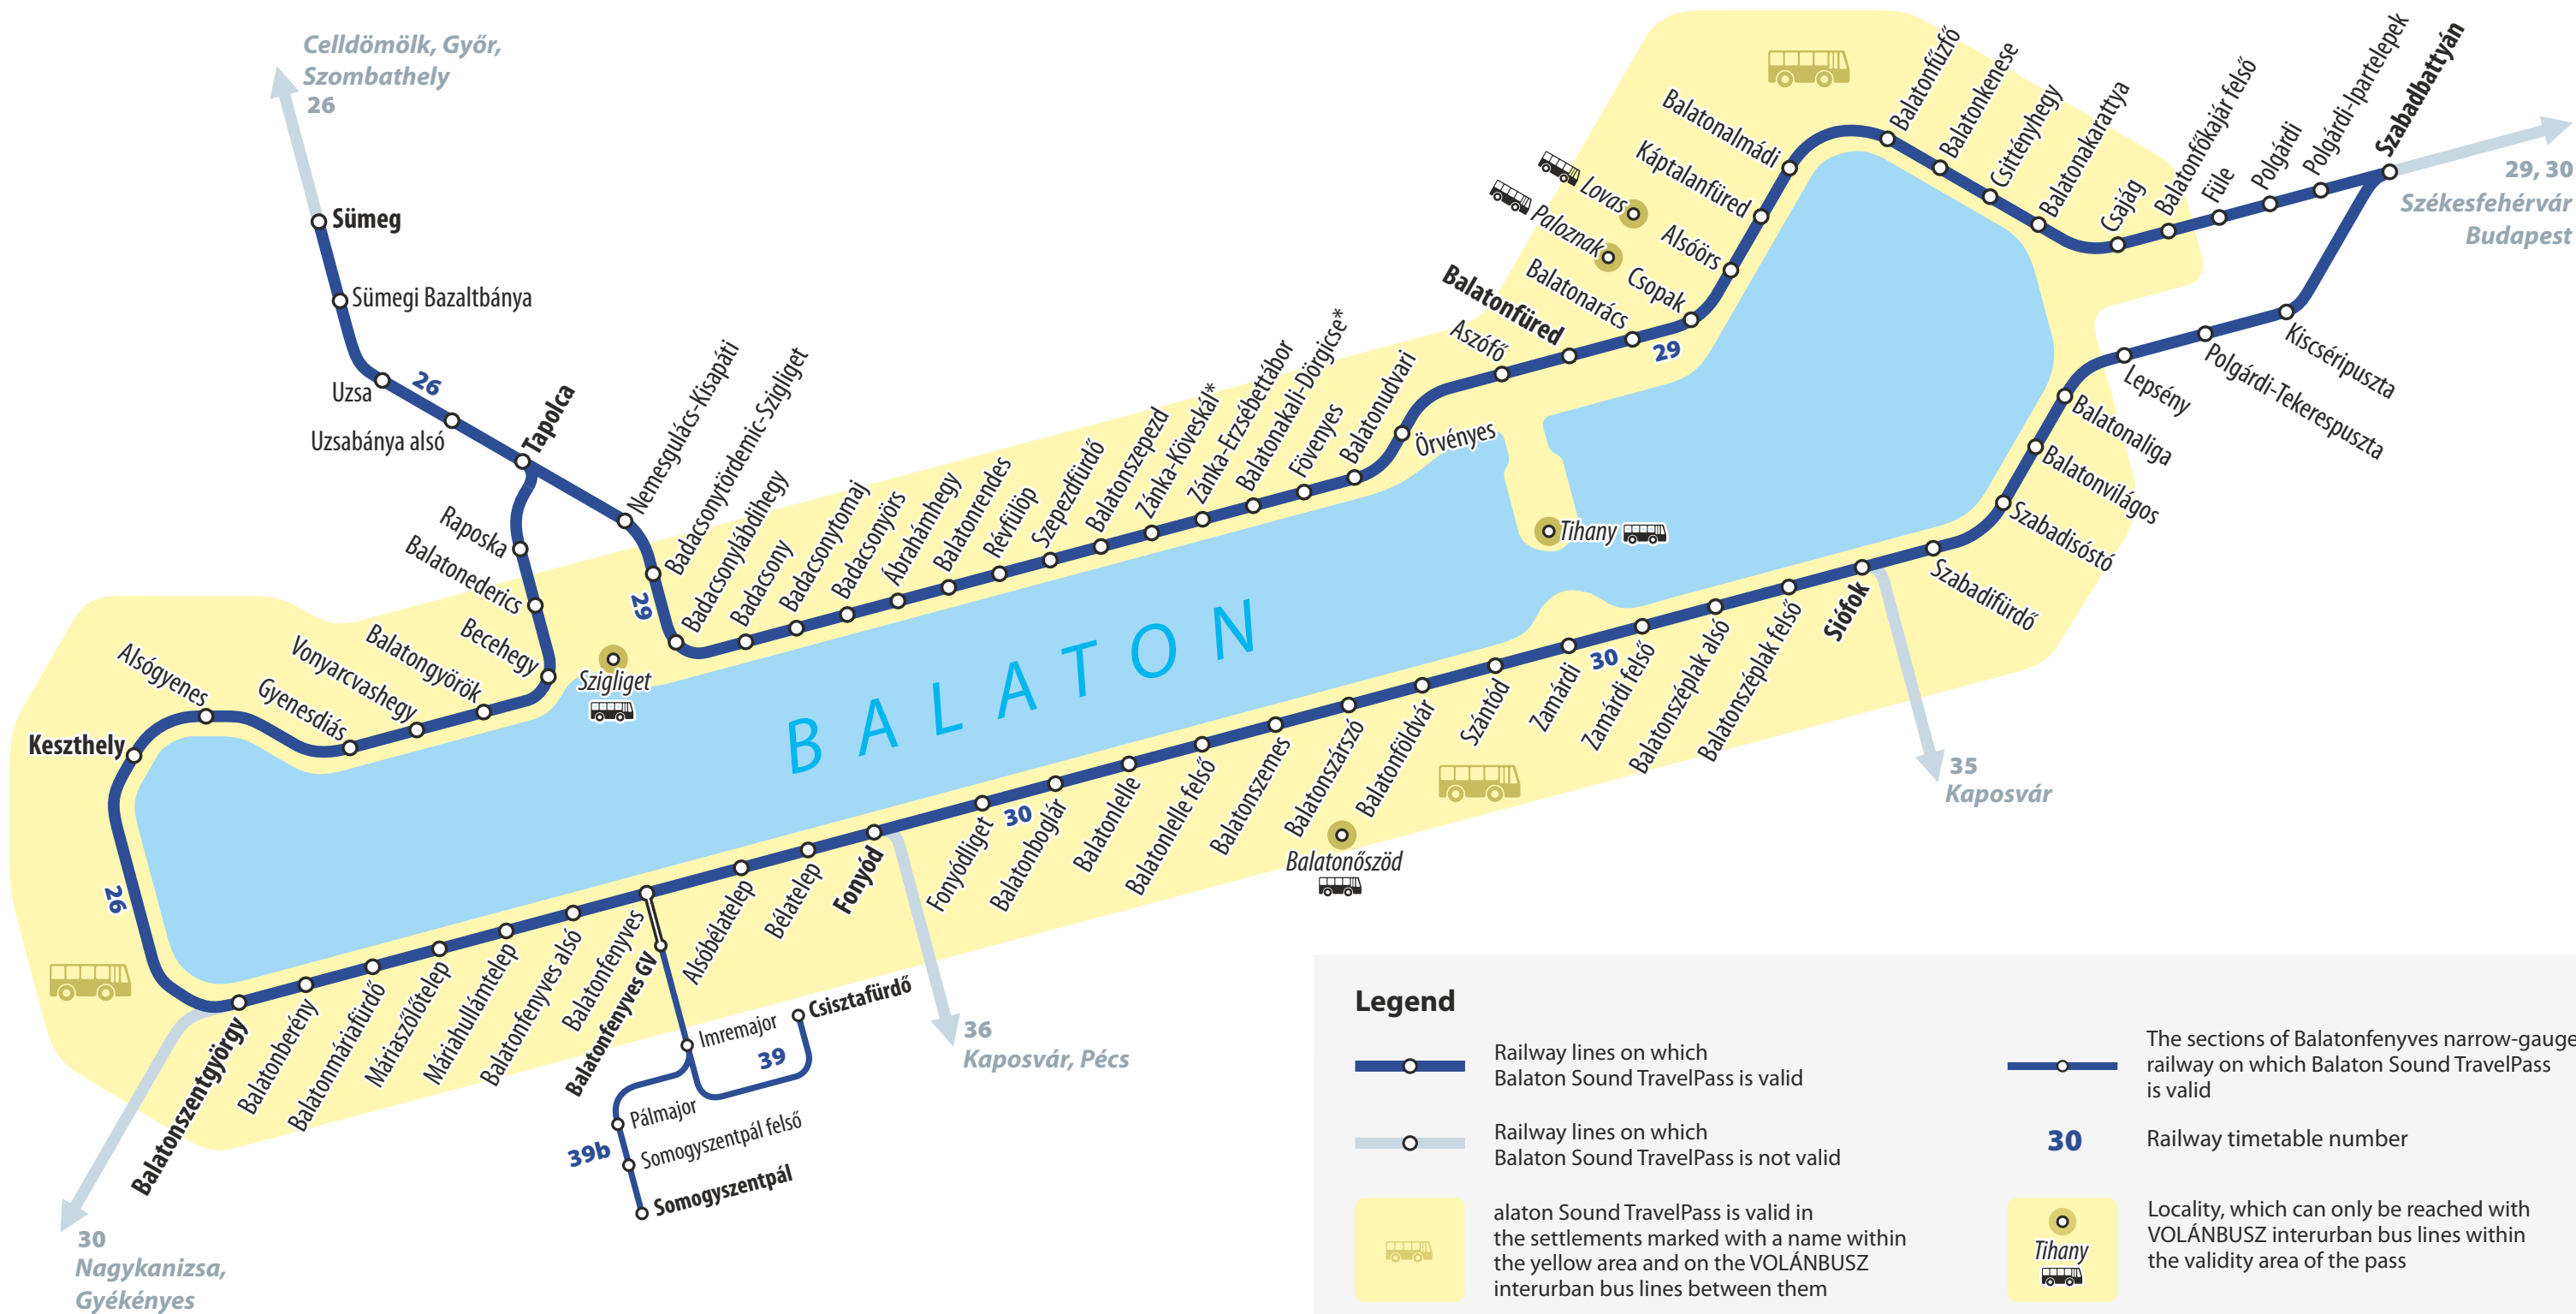 Celldömölk, Győr,
Szombathely
26
Sümeg
Sümegi Bazaltbánya
Uzsa
26
Uzsabánya alsó
Tapolca
Raposka
Balatonederics
Becehegy
Balatongyörök
Vonyarcvashegy
Gyenesdiás
Alsógyenes
Keszthely
26
Nemesgulács-Kisapáti
Badacsonytördemic-Szigliget
29
Badacsonylábdihegy
Badacsony
Badacsonytomaj
Badacsonyörs
Ábrahámhegy
Balatonrendes
Révfülöp
Szepezdfürdő
Balatonszepezd
Zánka-Köveskál*
Zánka-Erzsébettábor
Balatonakali-Dörgicse*
Fövenyes
Balatonudvari
Örvényes
Aszófő
Balatonfüred
Balatonarács
29
Csopak
Alsóörs
Káptalanfüred
Balatonalmádi
Lovas
Paloznak
Balatonfűzfő
Balatonkenese
Csittényhegy
Balatonakarattya
Csajág
Balatonfőkajár felső
Füle
Polgárdi
Polgárdi-Ipartelepek
Szabadbattyán
29, 30
Székesfehérvár
Budapest
Kiscséripuszta
Polgárdi-Tekerespuszta
Lepsény
Balatonaliga
Balatonvilágos
Szabadisóstó
Szabadifürdő
Siófok
35
Kaposvár
Tihany
Szigliget
BALATON
Balatonszéplak felső
Balatonszéplak alsó
Zamárdi felső
30
Zamárdi
Szántód
Balatonföldvár
Balatonszárszó
Balatonőszöd
Balatonszemes
Balatonlelle felső
Balatonlelle
Balatonboglár
30
Fonyódliget
Fonyód
36
Kaposvár, Pécs
Bélatelep
Alsóbélatelep
Balatonfenyves
Balatonfenyves GV
Balatonfenyves alsó
Máriahullámtelep
Máriaszőlőtelep
Balatonmáriafürdő
Balatonberény
Balatonszentgyörgy
30
Nagykanizsa,
Gyékényes
Imremajor
39
Csisztafürdő
Pálmajor
39b
Somogyszentpál felső
Somogyszentpál
Legend
Railway lines on which
Balaton Sound TravelPass is valid
Railway lines on which
Balaton Sound TravelPass is not valid
alaton Sound TravelPass is valid in
the settlements marked with a name within
the yellow area and on the VOLÁNBUSZ
interurban bus lines between them
The sections of Balatonfenyves narrow-gauge
railway on which Balaton Sound TravelPass
is valid
30
Railway timetable number
Tihany
Locality, which can only be reached with
VOLÁNBUSZ interurban bus lines within
the validity area of the pass